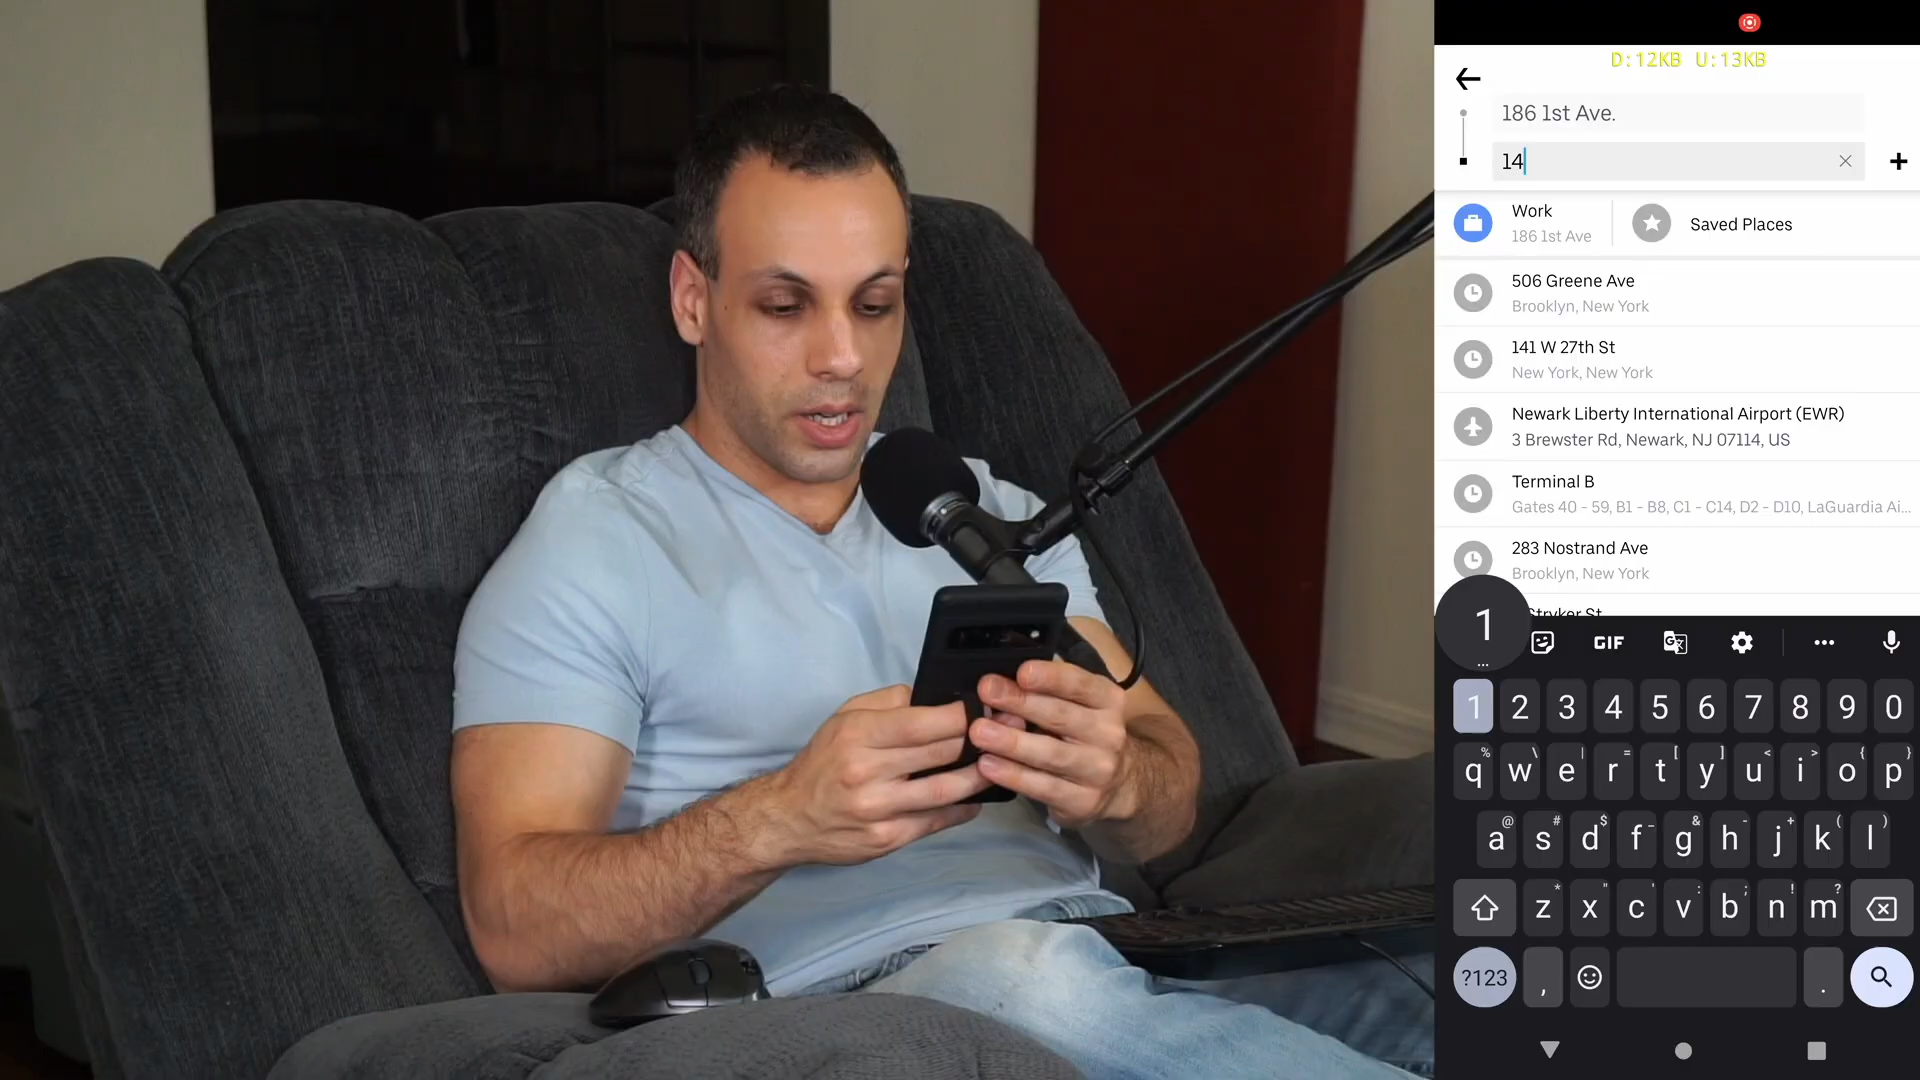 D:12KB U:13KB
186 1st Ave.
14
Work
186 1st Ave
Saved Places
506 Greene Ave
Brooklyn, New York
141 W 27th St
New York, New York
Newark Liberty International Airport (EWR)
3 Brewster Rd, Newark, NJ 07114, US
Terminal B
Gates 40 - 59, B1 - B8, C1 - C14, D2 - D10, LaGuardia Ai...
283 Nostrand Ave
Brooklyn, New York
Stryker St
1
...
GIF
1 2 3 4 5 6 7 8 9 0
% \ | = [ ] < > { }
q w e r t y u i o p
@ # $ _ & - + ( )
a s d f g h j k l
* " ' : ; ! ?
z x c v b n m
?123 , .